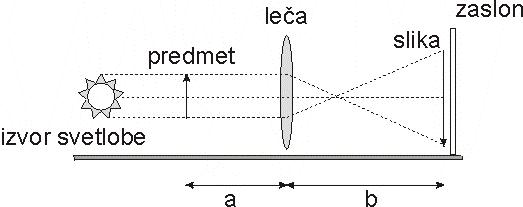 zaslon
leča
slika
predmet
izvor svetlobe
a
b